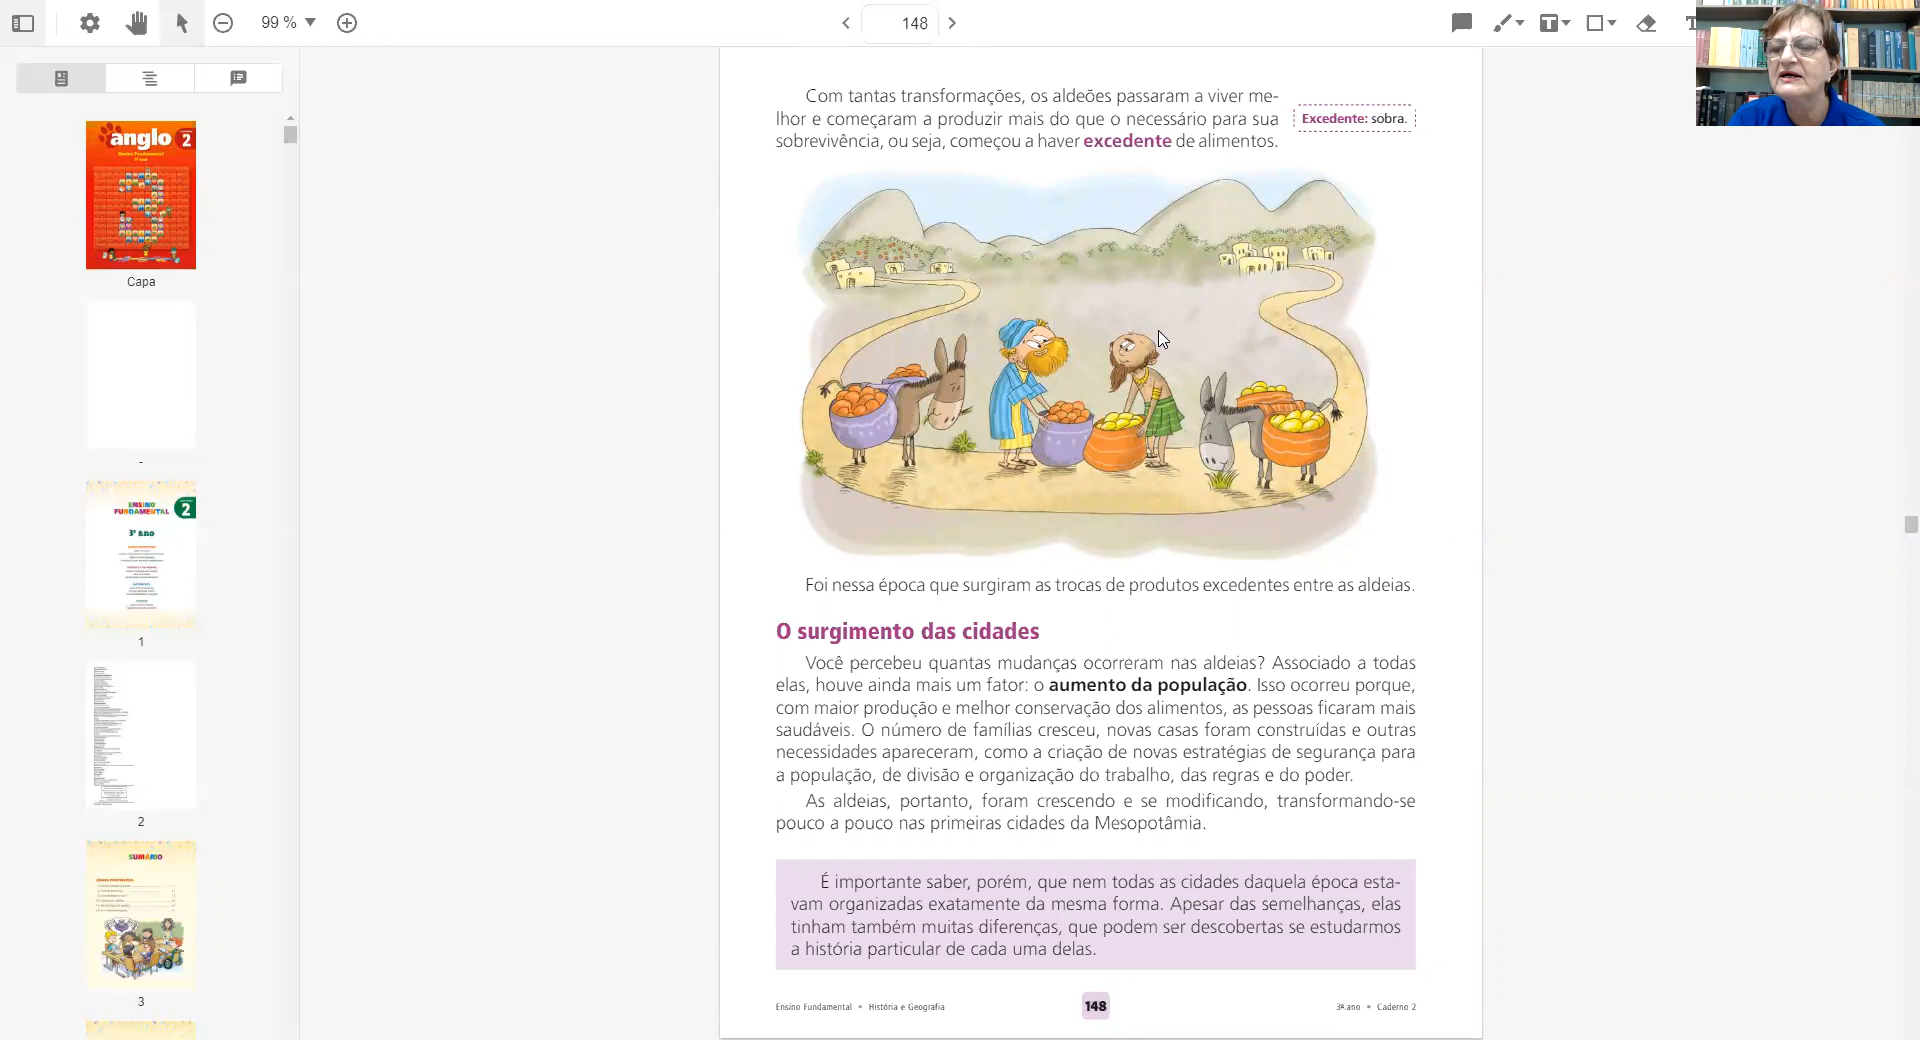 99 %
148
Com tantas transformações, os aldeões passaram a viver me-
lhor e começaram a produzir mais do que o necessário para sua
sobrevivência, ou seja, começou a haver excedente de alimentos.
Excedente: sobra.
Foi nessa época que surgiram as trocas de produtos excedentes entre as aldeias.
O surgimento das cidades
Você percebeu quantas mudanças ocorreram nas aldeias? Associado a todas
elas, houve ainda mais um fator: o aumento da população. Isso ocorreu porque,
com maior produção e melhor conservação dos alimentos, as pessoas ficaram mais
saudáveis. O número de famílias cresceu, novas casas foram construídas e outras
necessidades apareceram, como a criação de novas estratégias de segurança para
a população, de divisão e organização do trabalho, das regras e do poder.
As aldeias, portanto, foram crescendo e se modificando, transformando-se
pouco a pouco nas primeiras cidades da Mesopotâmia.
É importante saber, porém, que nem todas as cidades daquela época esta-
vam organizadas exatamente da mesma forma. Apesar das semelhanças, elas
tinham também muitas diferenças, que podem ser descobertas se estudarmos
a história particular de cada uma delas.
Ensino Fundamental • História e Geografia
148
3º ano • Caderno 2
anglo 2
Ensino Fundamental
Capa
-
ENSINO
FUNDAMENTAL
2
3º ano
1
2
SUMÁRIO
3